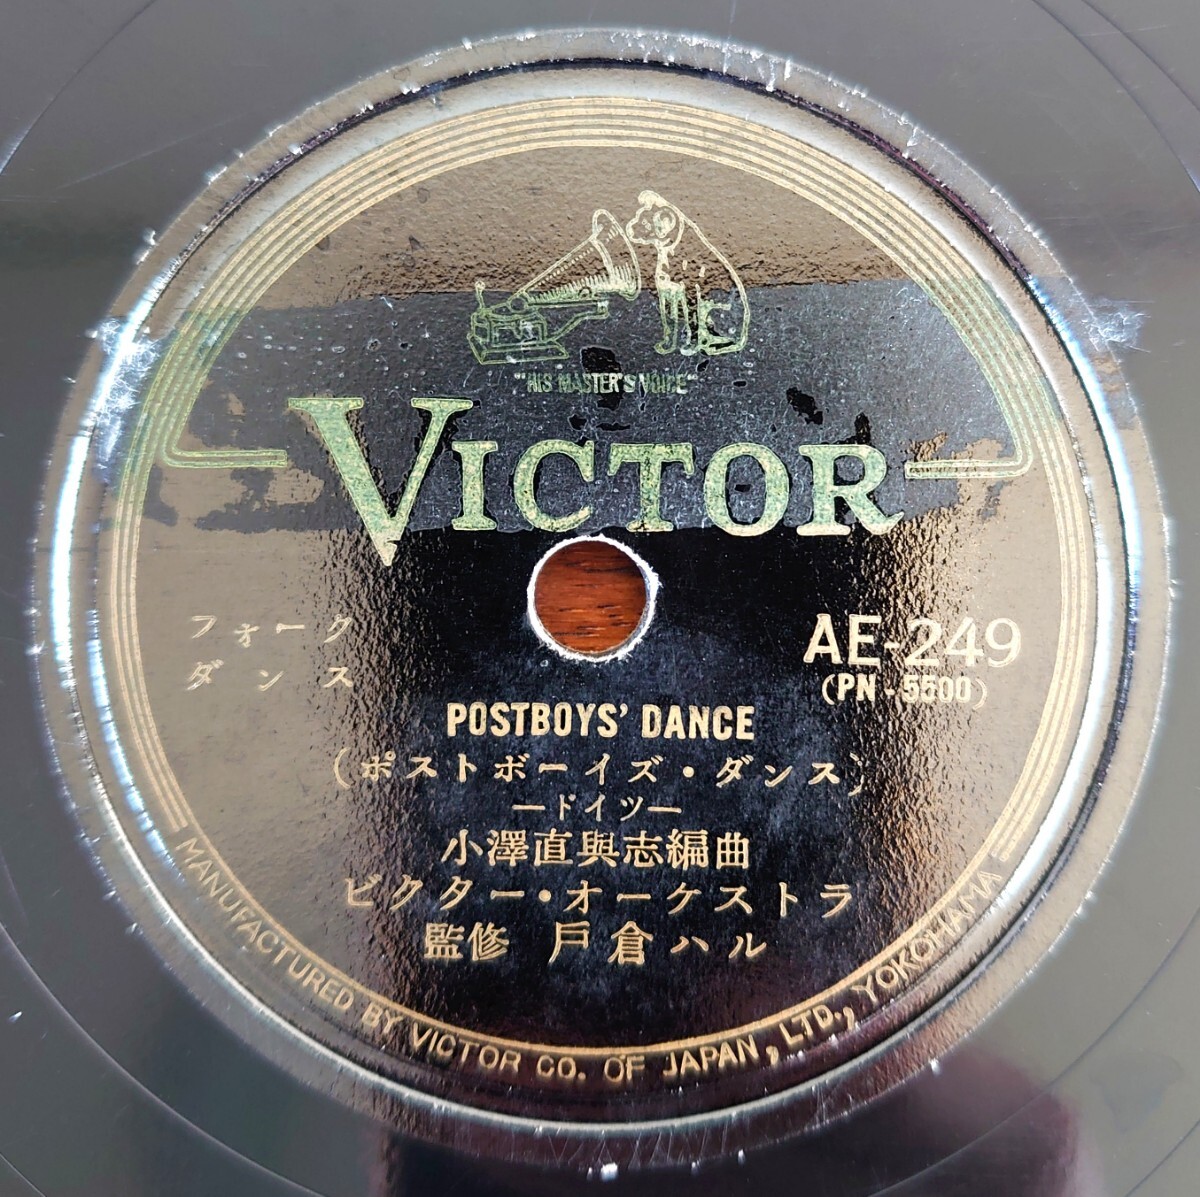 "HIS MASTER'S VOICE"
VICTOR
フォーク
ダンス
AE-249
(PN・5500)
POSTBOYS' DANCE
(ポストボーイズ・ダンス)
―ドイツ―
小澤直與志編曲
ビクター・オーケストラ
監修 戸倉ハル
MANUFACTURED BY VICTOR CO. OF JAPAN, LTD., YOKOHAMA